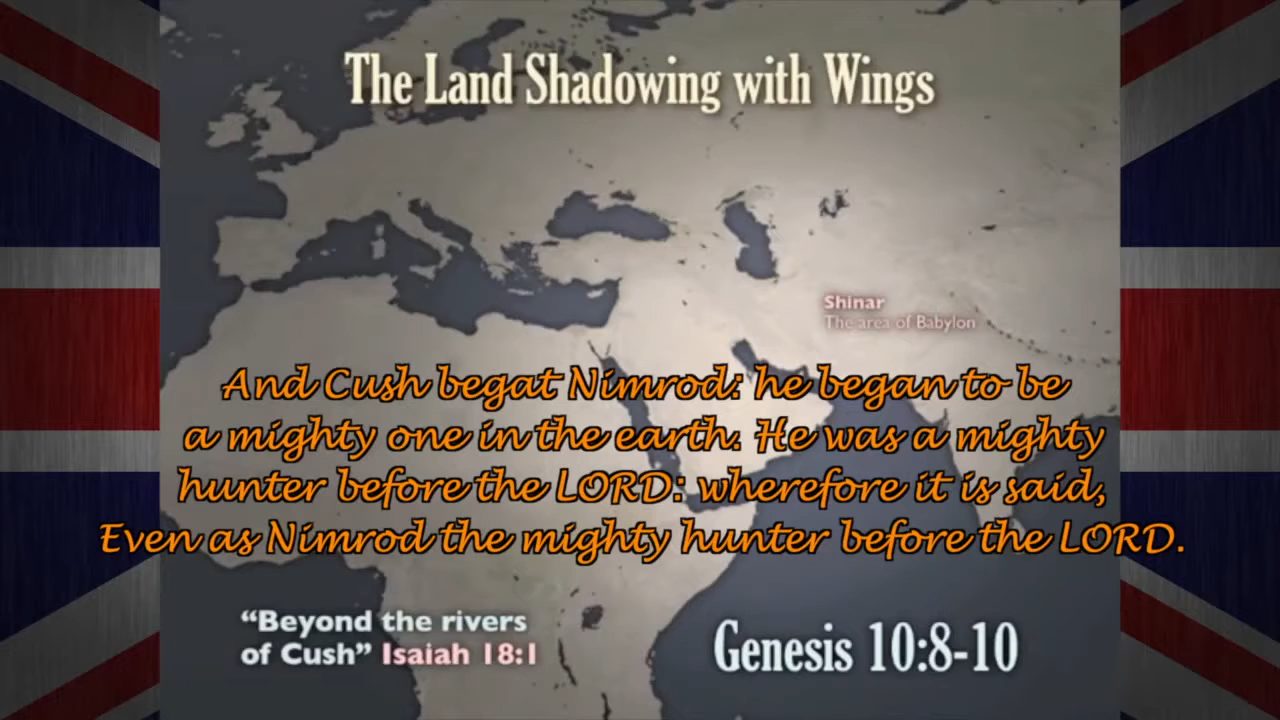 The Land Shadowing with Wings
Shinar
The area of Babylon
And Cush begat Nimrod: he began to be
a mighty one in the earth. He was a mighty
hunter before the LORD: wherefore it is said,
Even as Nimrod the mighty hunter before the LORD.
“Beyond the rivers
of Cush” Isaiah 18:1
Genesis 10:8-10